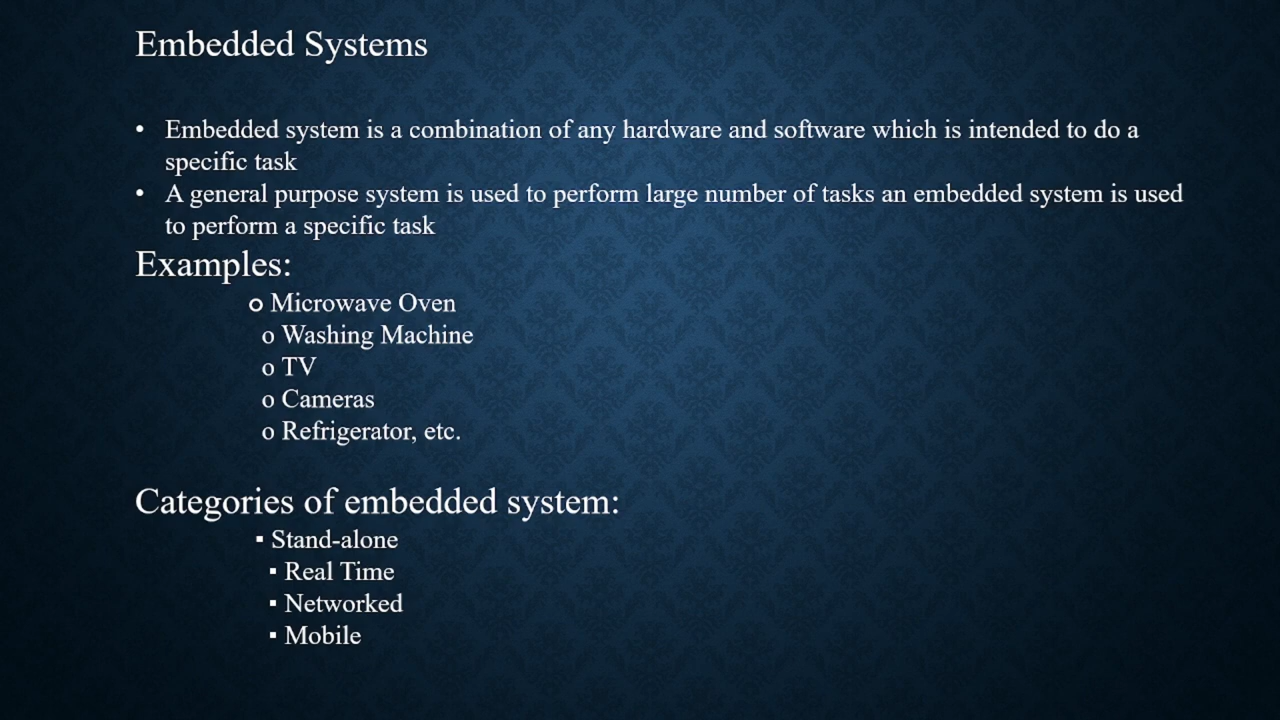 Embedded Systems
• Embedded system is a combination of any hardware and software which is intended to do a
specific task
• A general purpose system is used to perform large number of tasks an embedded system is used
to perform a specific task
Examples:
o Microwave Oven
o Washing Machine
o TV
o Cameras
o Refrigerator, etc.
Categories of embedded system:
▪ Stand-alone
▪ Real Time
▪ Networked
▪ Mobile